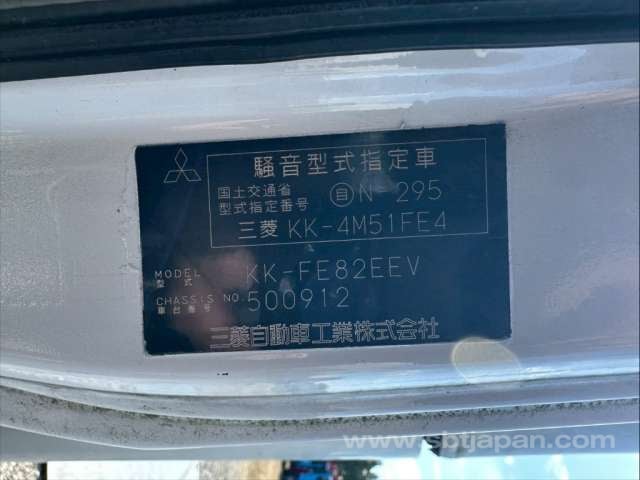 騒音型式指定車
国土交通省
型式指定番号
自 N-295
三菱 KK-4M51FE4
MODEL KK-FE82EEV
型式
CHASSIS NO. 500912
車台番号
三菱自動車工業株式会社
www.sbtjapan.com